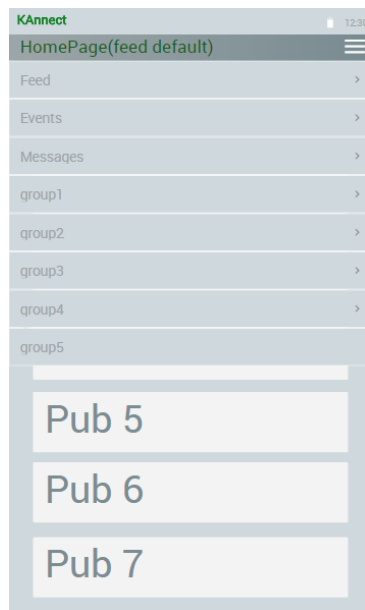 KAnnect
12:30
HomePage(feed default)
Feed
Events
Messages
group1
group2
group3
group4
group5
Pub 5
Pub 6
Pub 7